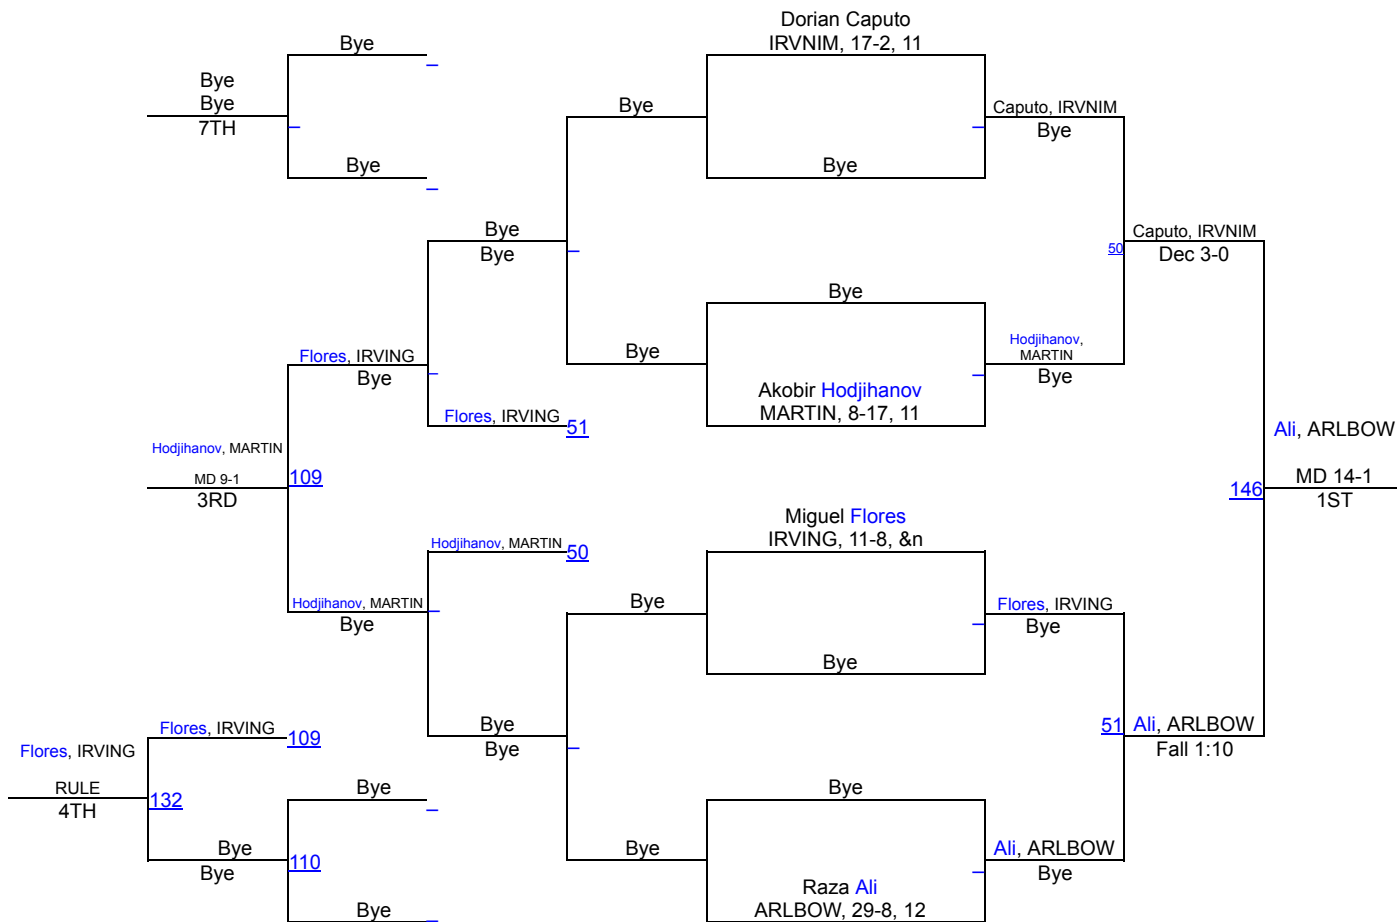 Dorian Caputo
IRVNIM, 17-2, 11
Bye
Bye
Bye
7TH
Bye
Bye
Bye
Caputo, IRVNIM
Bye
Bye
Bye
Bye
50
Caputo, IRVNIM
Dec 3-0
Bye
Bye
Akobir Hodjihanov
MARTIN, 8-17, 11
Hodjihanov,
MARTIN
Bye
Flores, IRVING
Bye
Flores, IRVING
51
Hodjihanov, MARTIN
MD 9-1
3RD
109
Ali, ARLBOW
146
MD 14-1
1ST
Miguel Flores
IRVING, 11-8, &n
Hodjihanov, MARTIN
50
Hodjihanov, MARTIN
Bye
Bye
Flores, IRVING
Bye
Bye
Bye
Bye
51
Ali, ARLBOW
Fall 1:10
Flores, IRVING
Flores, IRVING
109
RULE
4TH
132
Bye
Bye
Bye
Bye
110
Bye
Ali, ARLBOW
Bye
Raza Ali
ARLBOW, 29-8, 12
Bye
Bye